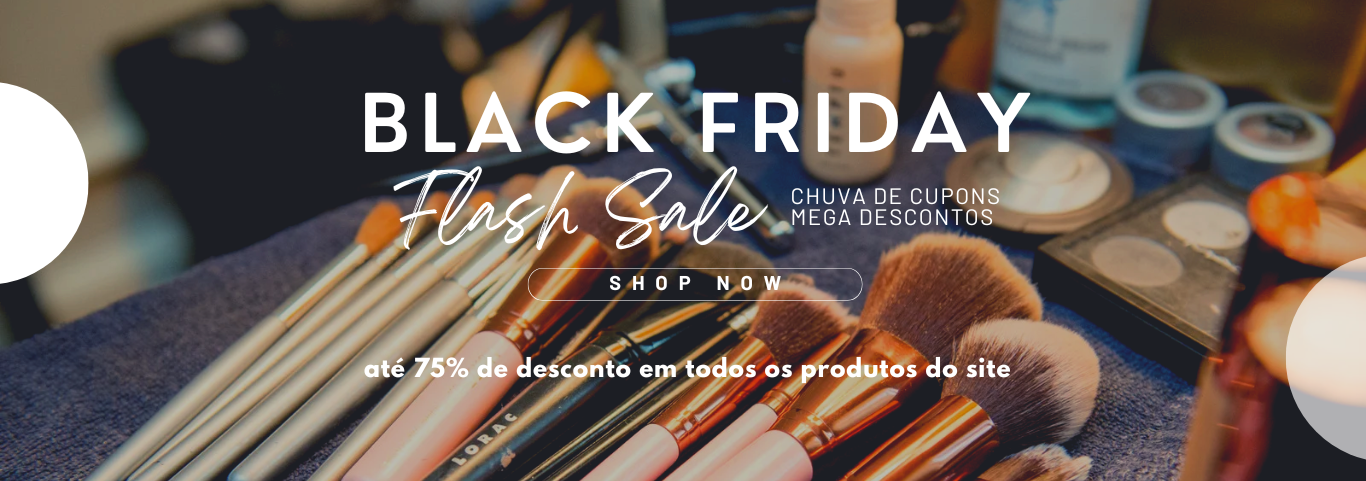 BLACK FRIDAY
Flash Sale
CHUVA DE CUPONS
MEGA DESCONTOS
SHOP NOW
até 75% de desconto em todos os produtos do site
LORAC